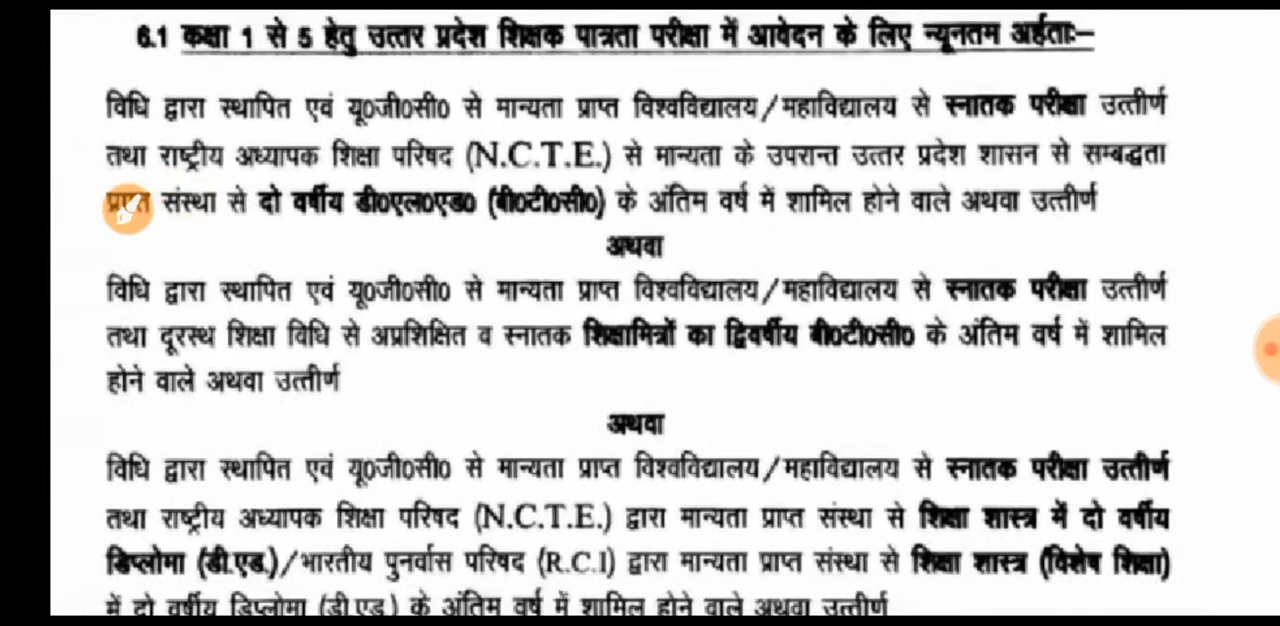 6.1 कक्षा 1 से 5 हेतु उत्तर प्रदेश शिक्षक पात्रता परीक्षा में आवेदन के लिए न्यूनतम अर्हताः–
विधि द्वारा स्थापित एवं यू0जी0सी0 से मान्यता प्राप्त विश्वविद्यालय/महाविद्यालय से स्नातक परीक्षा उत्तीर्ण
तथा राष्ट्रीय अध्यापक शिक्षा परिषद (N.C.T.E.) से मान्यता के उपरान्त उत्तर प्रदेश शासन से सम्बद्धता
प्राप्त संस्था से दो वर्षीय डी0एल0एड0 (बी0टी0सी0) के अंतिम वर्ष में शामिल होने वाले अथवा उत्तीर्ण
अथवा
विधि द्वारा स्थापित एवं यू0जी0सी0 से मान्यता प्राप्त विश्वविद्यालय/महाविद्यालय से स्नातक परीक्षा उत्तीर्ण
तथा दूरस्थ शिक्षा विधि से अप्रशिक्षित व स्नातक शिक्षामित्रों का द्विवर्षीय बी0टी0सी0 के अंतिम वर्ष में शामिल
होने वाले अथवा उत्तीर्ण
अथवा
विधि द्वारा स्थापित एवं यू0जी0सी0 से मान्यता प्राप्त विश्वविद्यालय/महाविद्यालय से स्नातक परीक्षा उत्तीर्ण
तथा राष्ट्रीय अध्यापक शिक्षा परिषद (N.C.T.E.) द्वारा मान्यता प्राप्त संस्था से शिक्षा शास्त्र में दो वर्षीय
डिप्लोमा (डी.एड.)/भारतीय पुनर्वास परिषद (R.C.I) द्वारा मान्यता प्राप्त संस्था से शिक्षा शास्त्र (विशेष शिक्षा)
में दो वर्षीय डिप्लोमा (डी.एड.) के अंतिम वर्ष में शामिल होने वाले अथवा उत्तीर्ण